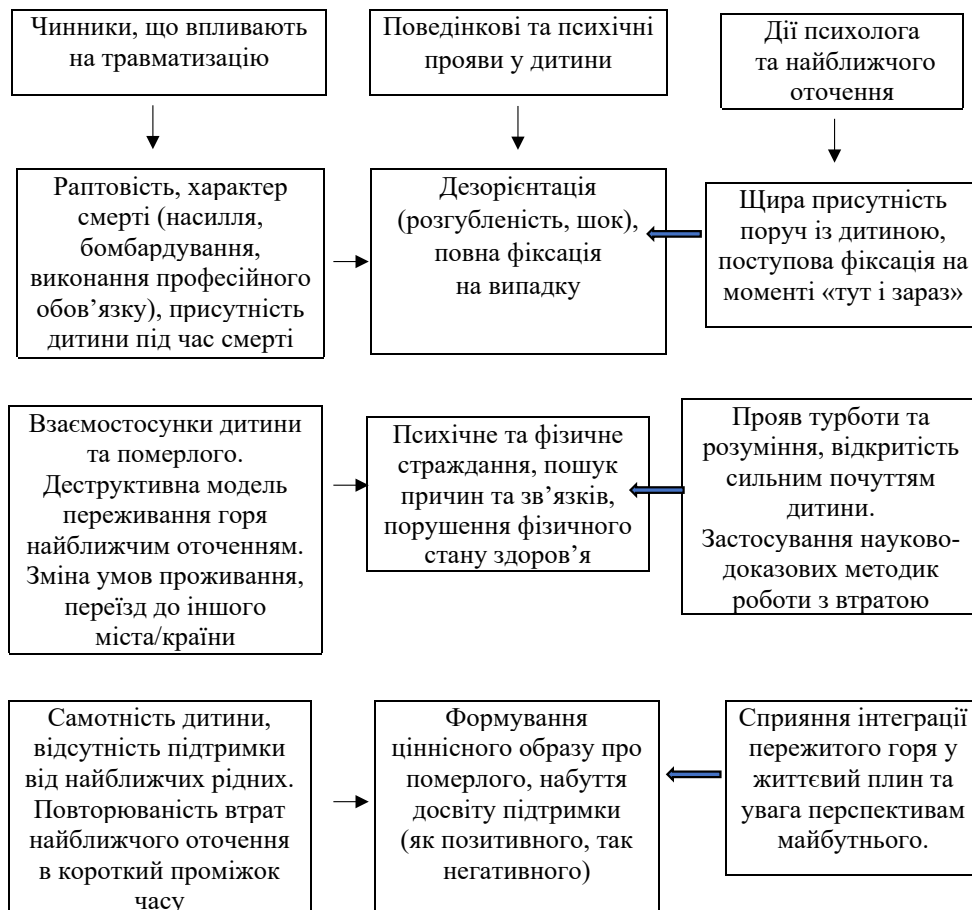 Чинники, що впливають
на травматизацію
Поведінкові та психічні
прояви у дитини
Дії психолога
та найближчого
оточення
Раптовість, характер
смерті (насилля,
бомбардування,
виконання професійного
обов’язку), присутність
дитини під час смерті
Дезорієнтація
(розгубленість, шок),
повна фіксація
на випадку
Щира присутність
поруч із дитиною,
поступова фіксація на
моменті «тут і зараз»
Взаємостосунки дитини
та померлого.
Деструктивна модель
переживання горя
найближчим оточенням.
Зміна умов проживання,
переїзд до іншого
міста/країни
Психічне та фізичне
страждання, пошук
причин та зв’язків,
порушення фізичного
стану здоров’я
Прояв турботи та
розуміння, відкритість
сильним почуттям
дитини.
Застосування науково-
доказових методик
роботи з втратою
Самотність дитини,
відсутність підтримки
від найближчих рідних.
Повторюваність втрат
найближчого оточення
в короткий проміжок
часу
Формування
ціннісного образу про
померлого, набуття
досвіту підтримки
(як позитивного, так
негативного)
Сприяння інтеграції
пережитого горя у
життєвий плин та
увага перспективам
майбутнього.